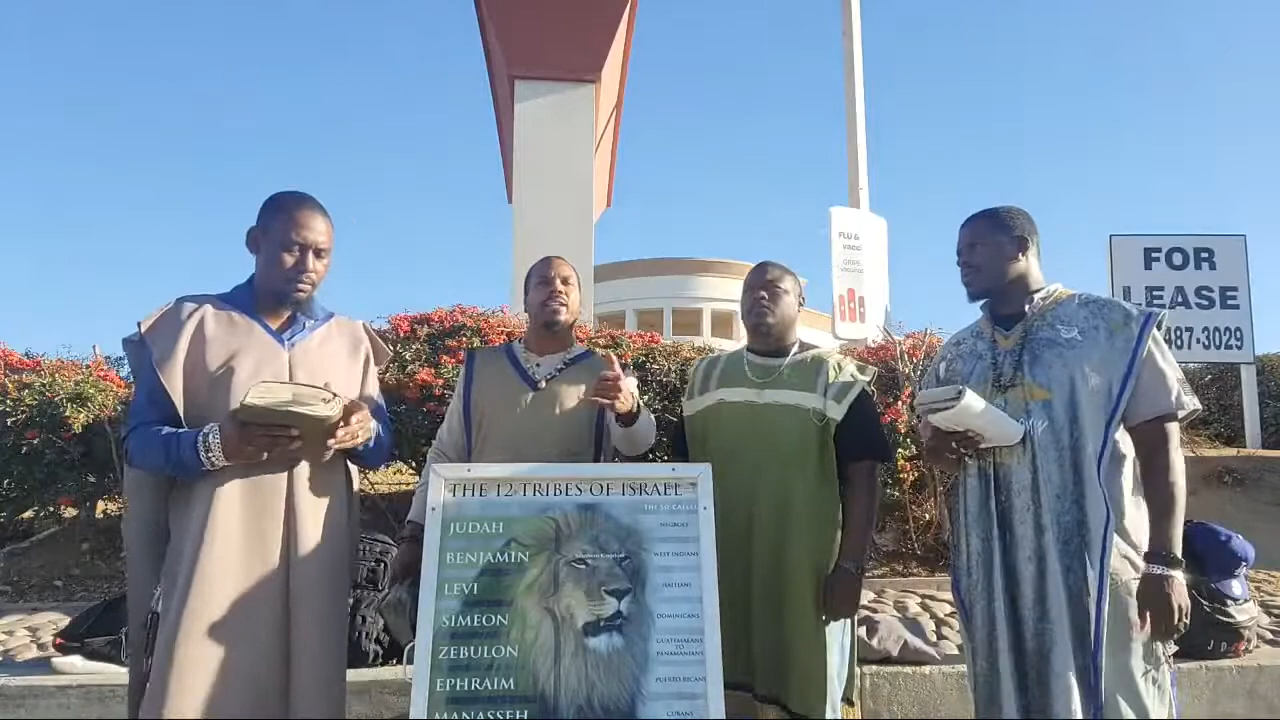 THE 12 TRIBES OF ISRAEL
THE SO CALLED
JUDAH
NEGROES
BENJAMIN
WEST INDIANS
LEVI
HAITIANS
SIMEON
DOMINICANS
ZEBULON
GUATEMALANS
TO
PANAMANIANS
EPHRAIM
PUERTO RICANS
MANASSEH
CUBANS
FLU &
FOR
LEASE
487-3029